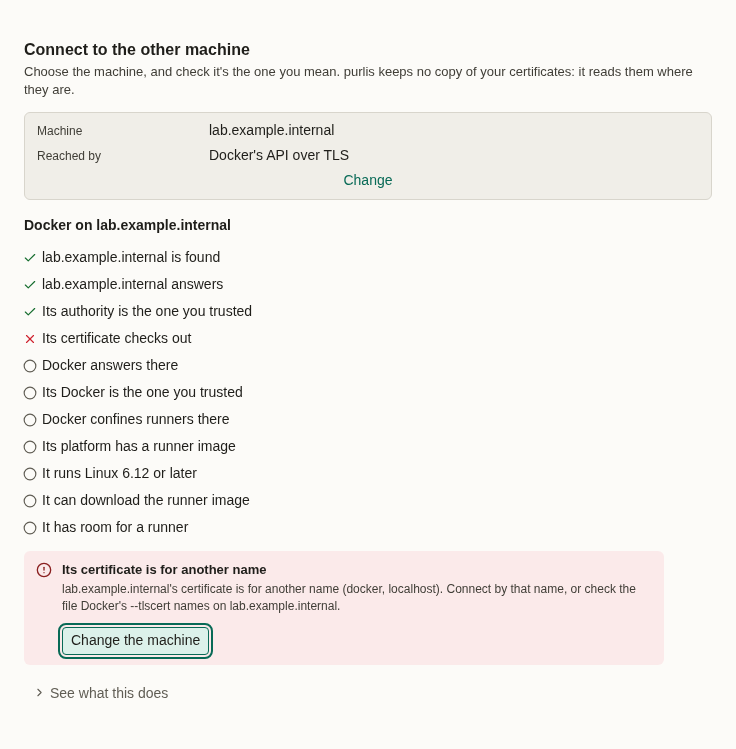 Connect to the other machine
Choose the machine, and check it's the one you mean. purlis keeps no copy of your certificates: it reads them where
they are.
Machine lab.example.internal
Reached by Docker's API over TLS
Change
Docker on lab.example.internal
lab.example.internal is found
lab.example.internal answers
Its authority is the one you trusted
Its certificate checks out
Docker answers there
Its Docker is the one you trusted
Docker confines runners there
Its platform has a runner image
It runs Linux 6.12 or later
It can download the runner image
It has room for a runner
Its certificate is for another name
lab.example.internal's certificate is for another name (docker, localhost). Connect by that name, or check the
file Docker's --tlscert names on lab.example.internal.
Change the machine
See what this does